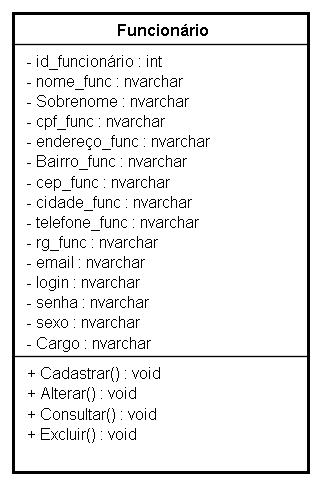 Funcionário
- id_funcionário : int
- nome_func : nvarchar
- Sobrenome : nvarchar
- cpf_func : nvarchar
- endereço_func : nvarchar
- Bairro_func : nvarchar
- cep_func : nvarchar
- cidade_func : nvarchar
- telefone_func : nvarchar
- rg_func : nvarchar
- email : nvarchar
- login : nvarchar
- senha : nvarchar
- sexo : nvarchar
- Cargo : nvarchar
+ Cadastrar() : void
+ Alterar() : void
+ Consultar() : void
+ Excluir() : void